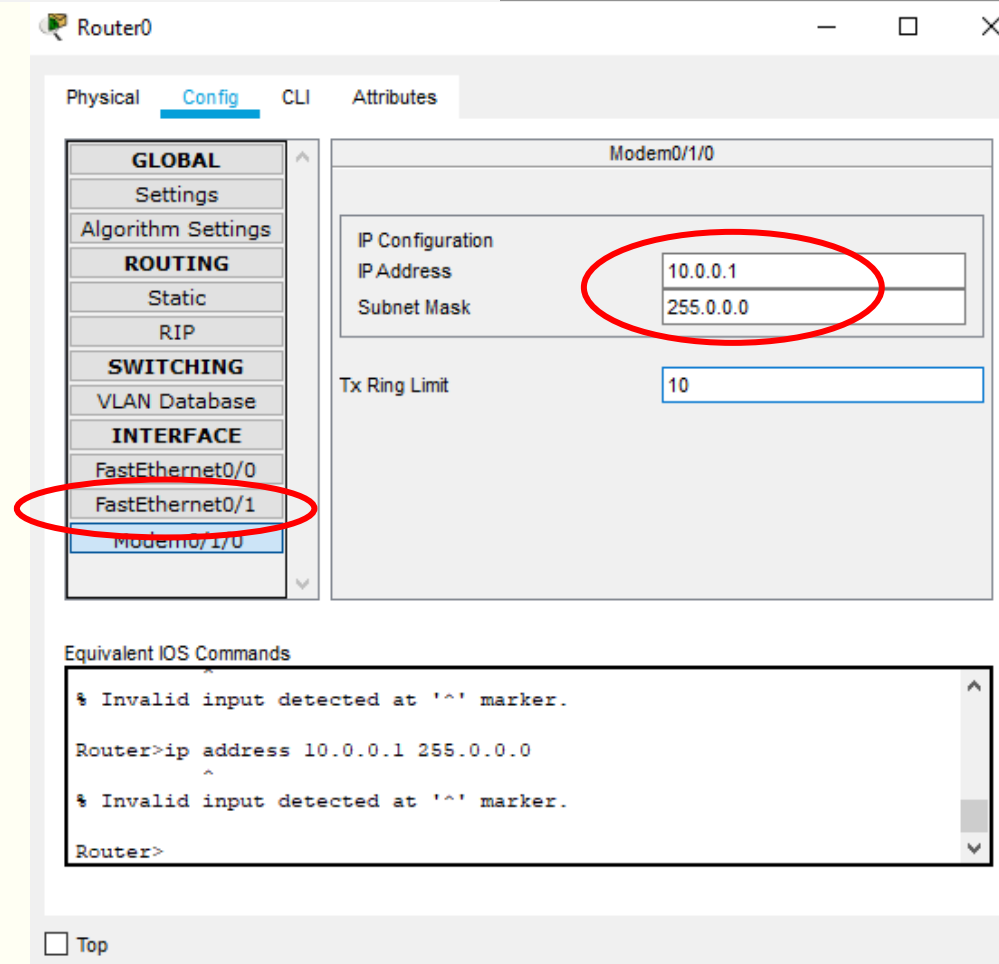 Router0
Physical Config CLI Attributes
GLOBAL
Settings
Algorithm Settings
ROUTING
Static
RIP
SWITCHING
VLAN Database
INTERFACE
FastEthernet0/0
FastEthernet0/1
Modem0/1/0
Modem0/1/0
IP Configuration
IP Address 10.0.0.1
Subnet Mask 255.0.0.0
Tx Ring Limit 10
Equivalent IOS Commands
^
% Invalid input detected at '^' marker.
Router>ip address 10.0.0.1 255.0.0.0
^
% Invalid input detected at '^' marker.
Router>
Top